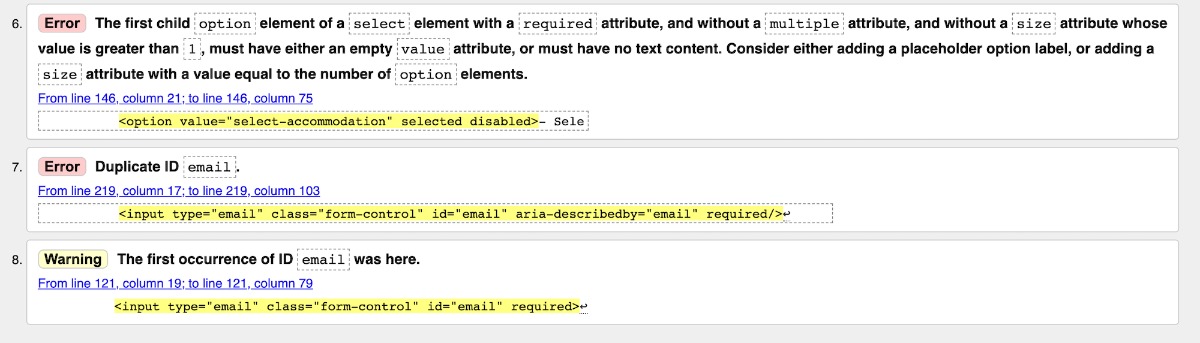 6. Error The first child option element of a select element with a required attribute, and without a multiple attribute, and without a size attribute whose
value is greater than 1, must have either an empty value attribute, or must have no text content. Consider either adding a placeholder option label, or adding a
size attribute with a value equal to the number of option elements.
From line 146, column 21; to line 146, column 75
<option value="select-accommodation" selected disabled>- Sele
7. Error Duplicate ID email.
From line 219, column 17; to line 219, column 103
<input type="email" class="form-control" id="email" aria-describedby="email" required/>↩
8. Warning The first occurrence of ID email was here.
From line 121, column 19; to line 121, column 79
<input type="email" class="form-control" id="email" required>↩